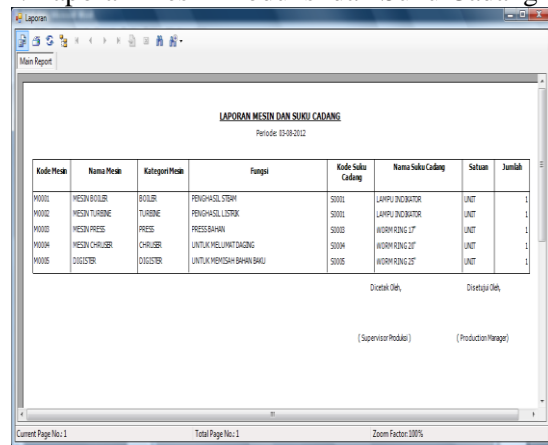 Laporan
Main Report
LAPORAN MESIN DAN SUKU CADANG
Periode: 03-08-2012
Kode Mesin Nama Mesin Kategori Mesin Fungsi Kode Suku Cadang Nama Suku Cadang Satuan Jumlah
M0001 MESIN BOILER BOILER PENGHASIL STEAM S0001 LAMPU INDIKATOR UNIT 1
M0002 MESIN TURBINE TURBINE PENGHASIL LISTRIK S0001 LAMPU INDIKATOR UNIT 1
M0003 MESIN PRESS PRESS PRESS BAHAN S0003 WORM RING 17" UNIT 1
M0004 MESIN CHRUSER CHRUSER UNTUK MELUMAT DAGING S0004 WORM RING 20" UNIT 1
M0005 DIGISTER DIGISTER UNTUK MEMISAH BAHAN BAKU S0005 WORM RING 25" UNIT 1
Dicetak Oleh, Disetujui Oleh,
( Supervisor Produksi ) ( Production Manager)
Current Page No.: 1 Total Page No.: 1 Zoom Factor: 100%